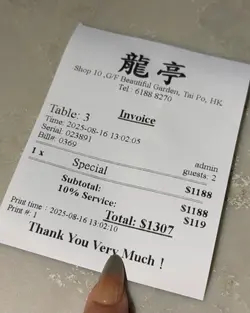 龍亭
Shop 10 ,G/F Beautiful Garden, Tai Po, HK
Tel : 6188 8270
Invoice
Table: 3
Time: 2025-08-16 13:02:05
Serial: 023891
Bill#: 0369
admin
guests: 2
1 x Special $1188
Subtotal: $1188
10% Service: $119
Total: $1307
Print time : 2025-08-16 13:02:10
Print #: 1
Thank You Very Much !